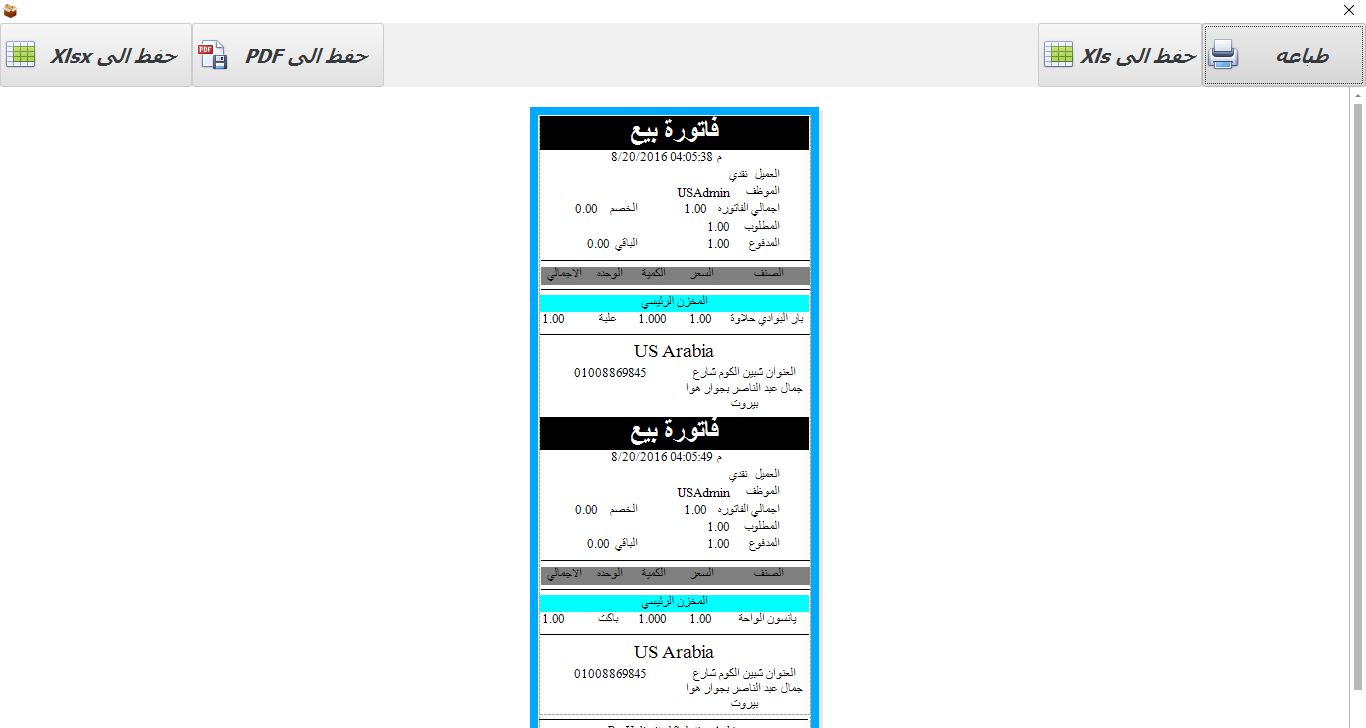 طباعه
حفظ الى Xls
حفظ الى PDF
حفظ الى Xlsx
فاتورة بيع
8/20/2016 04:05:38 م
العميل نقدي
الموظف USAdmin
اجمالي الفاتوره 1.00 الخصم 0.00
المطلوب 1.00
المدفوع 1.00 الباقي 0.00
الصنف السعر الكمية الوحده الاجمالي
المخزن الرئيسي
بار البوادي حلاوة 1.00 1.000 علبة 1.00
US Arabia
العنوان شبين الكوم شارع 01008869845
جمال عبد الناصر بجوار هوا
بيروت
فاتورة بيع
8/20/2016 04:05:49 م
العميل نقدي
الموظف USAdmin
اجمالي الفاتوره 1.00 الخصم 0.00
المطلوب 1.00
المدفوع 1.00 الباقي 0.00
الصنف السعر الكمية الوحده الاجمالي
المخزن الرئيسي
يانسون الواحة 1.00 1.000 باكت 1.00
US Arabia
العنوان شبين الكوم شارع 01008869845
جمال عبد الناصر بجوار هوا
بيروت